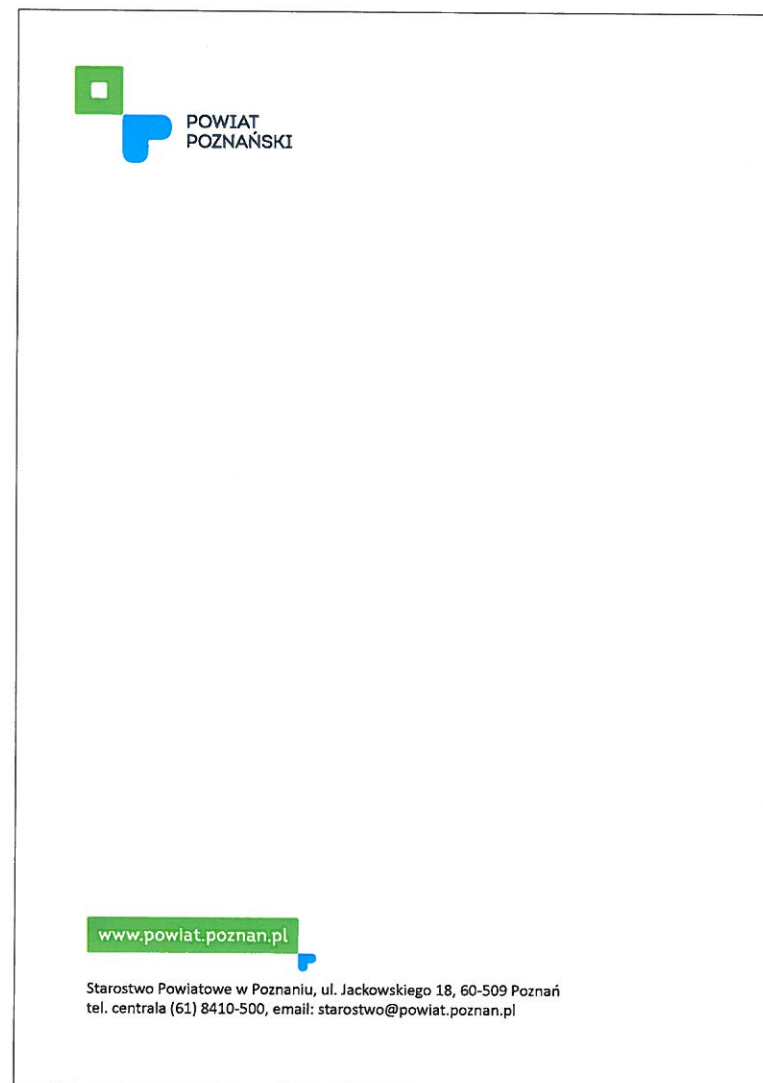 POWIAT
POZNAŃSKI
www.powiat.poznan.pl
Starostwo Powiatowe w Poznaniu, ul. Jackowskiego 18, 60-509 Poznań
tel. centrala (61) 8410-500, email: starostwo@powiat.poznan.pl